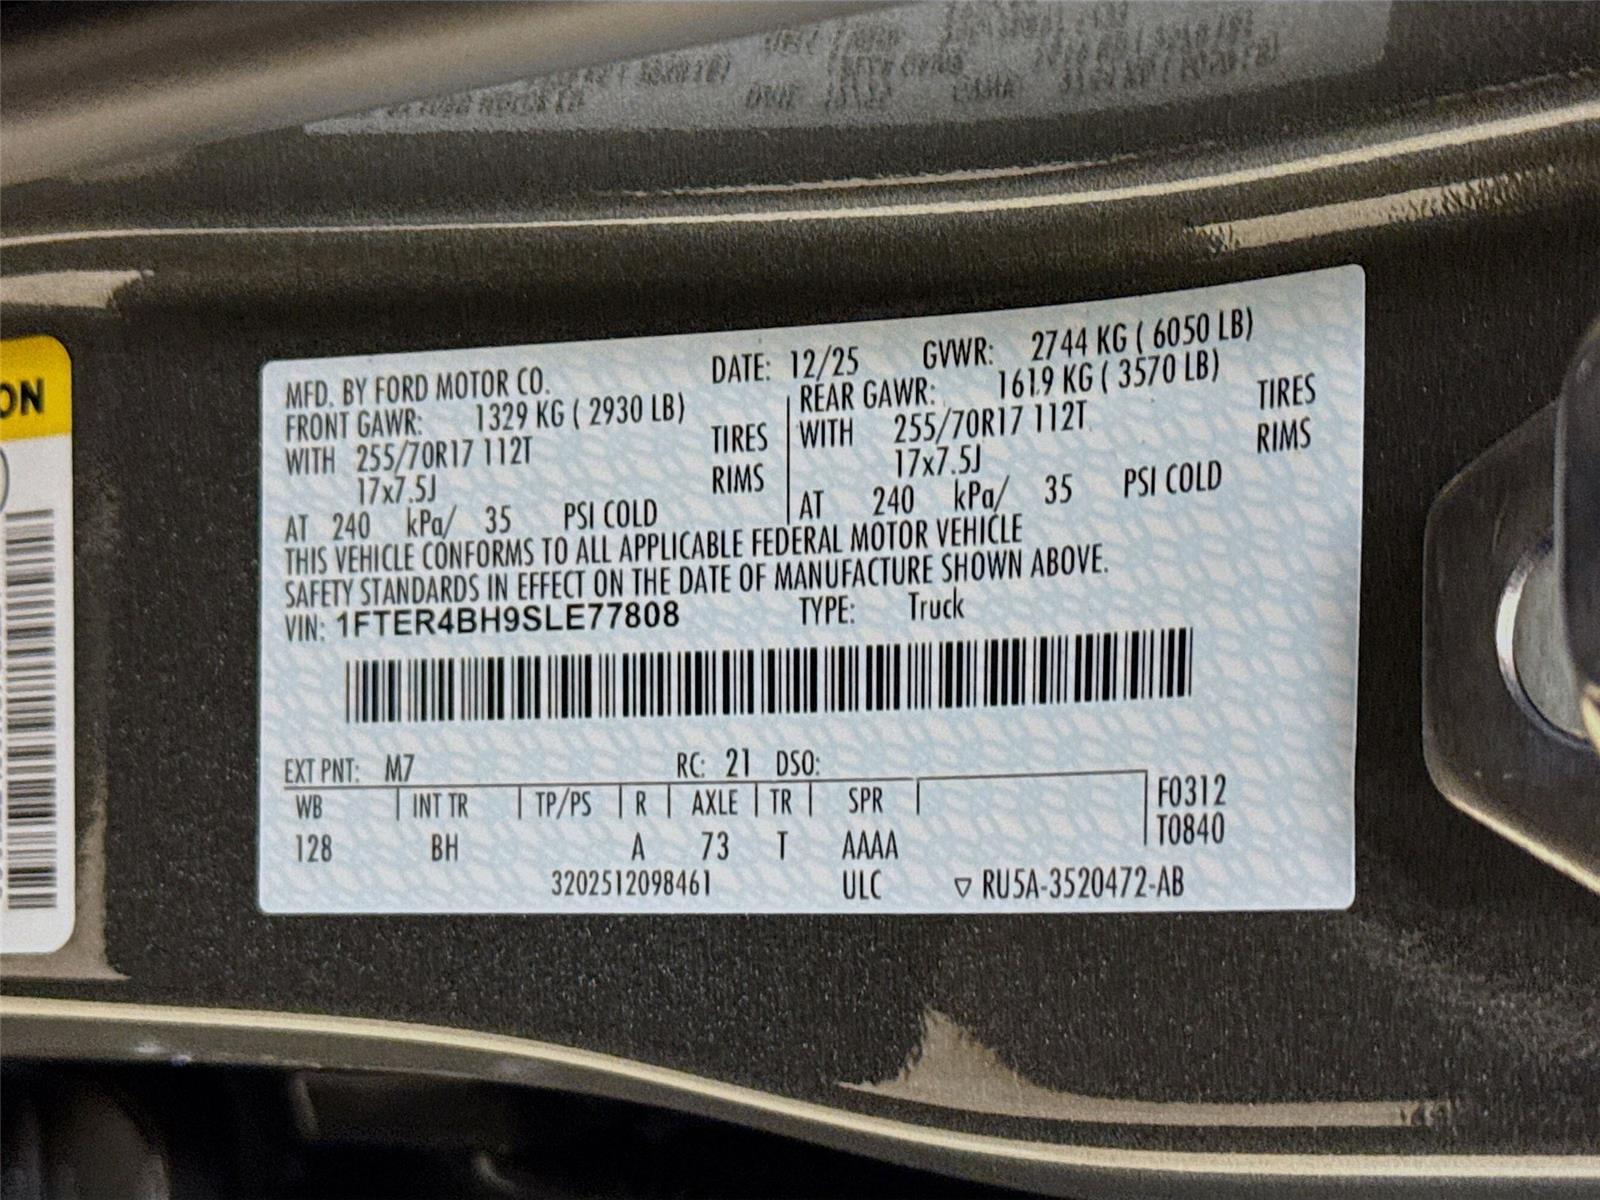 ON
MFD. BY FORD MOTOR CO. DATE: 12/25 GVWR: 2744 KG ( 6050 LB)
FRONT GAWR: 1329 KG ( 2930 LB) REAR GAWR: 1619 KG ( 3570 LB)
WITH 255/70R17 112T TIRES WITH 255/70R17 112T TIRES
17x7.5J RIMS 17x7.5J RIMS
AT 240 kPa/ 35 PSI COLD AT 240 kPa/ 35 PSI COLD
THIS VEHICLE CONFORMS TO ALL APPLICABLE FEDERAL MOTOR VEHICLE
SAFETY STANDARDS IN EFFECT ON THE DATE OF MANUFACTURE SHOWN ABOVE.
VIN: 1FTER4BH9SLE77808 TYPE: Truck
EXT PNT: M7 RC: 21 DSO:
WB INT TR TP/PS R AXLE TR SPR F0312
128 BH A 73 T AAAA T0840
3202512098461 ULC RU5A-3520472-AB